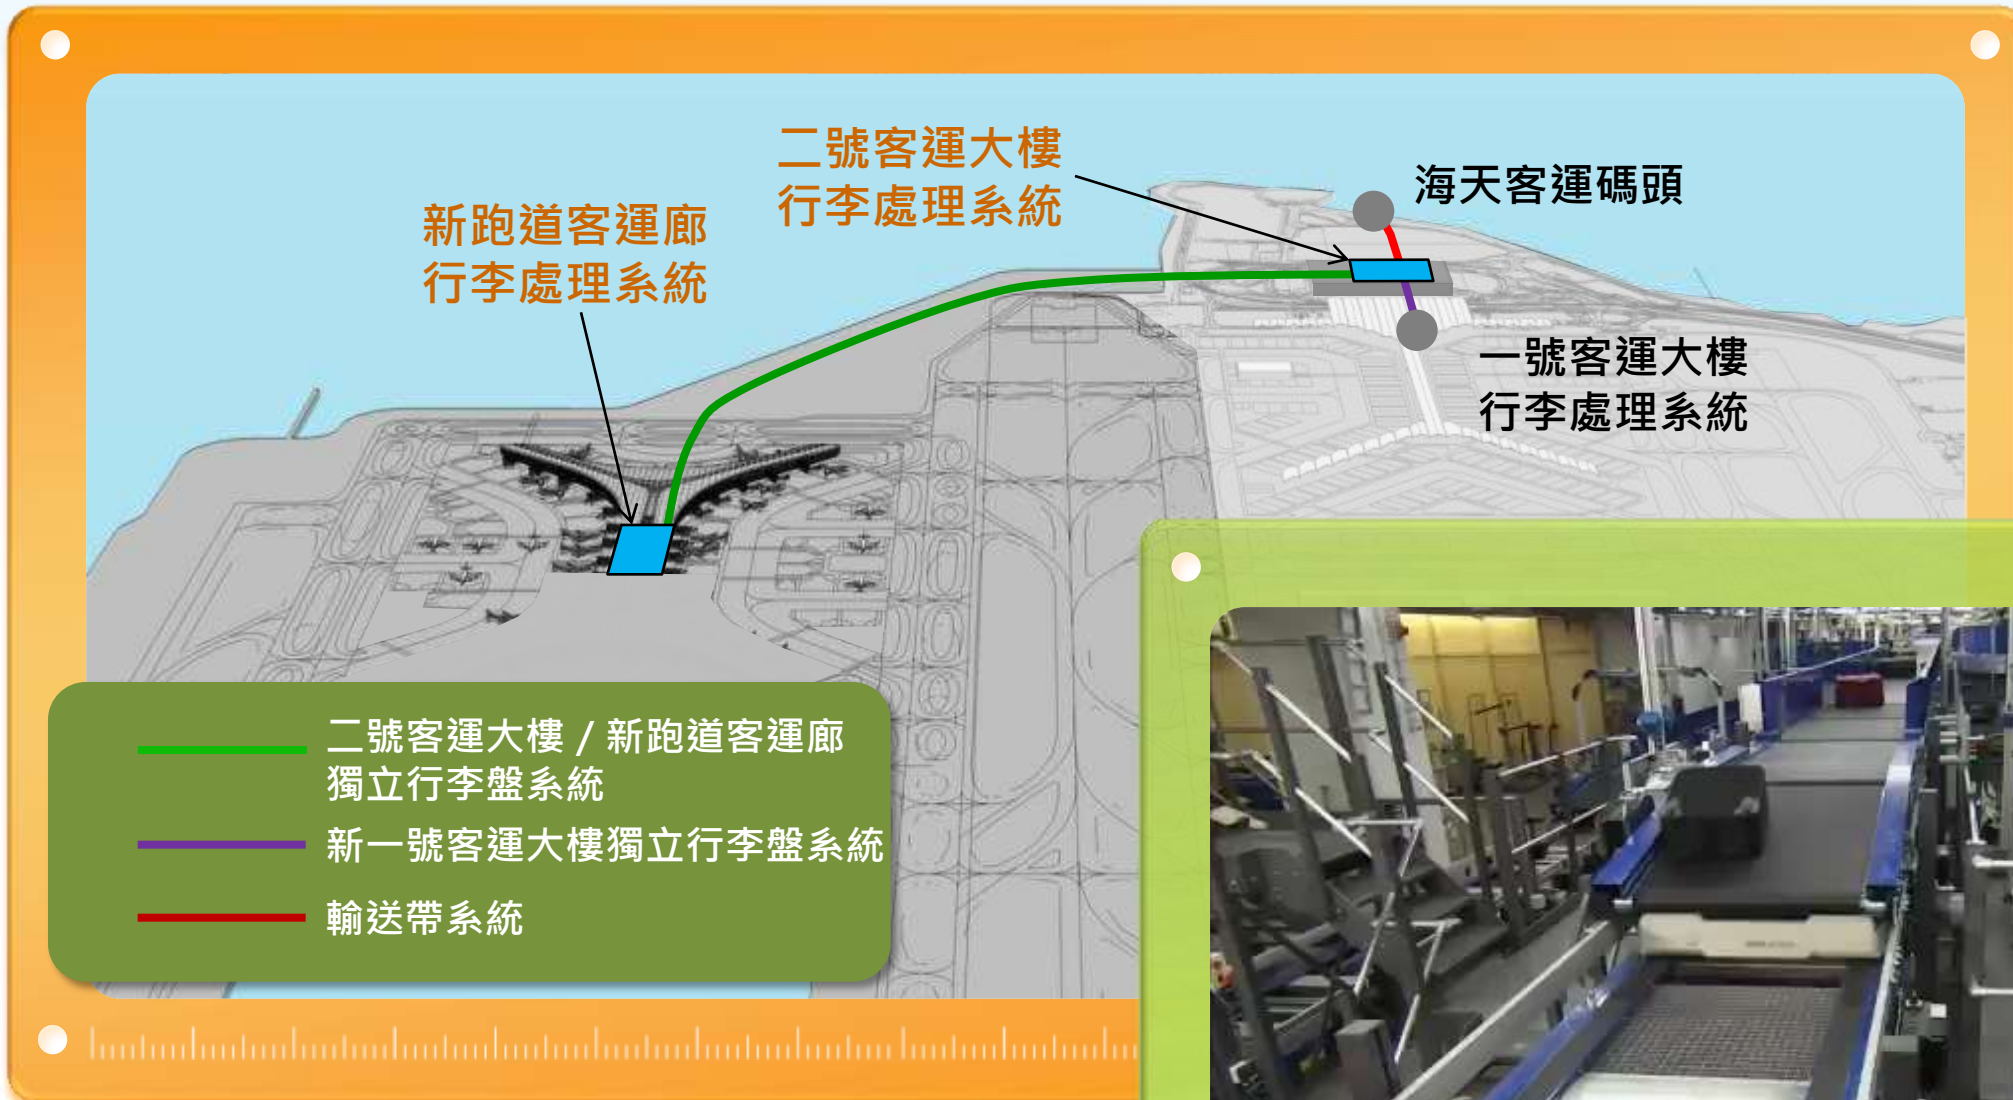 二號客運大樓
行李處理系統
海天客運碼頭
新跑道客運廊
行李處理系統
一號客運大樓
行李處理系統
二號客運大樓 / 新跑道客運廊
獨立行李盤系統
新一號客運大樓獨立行李盤系統
輸送帶系統